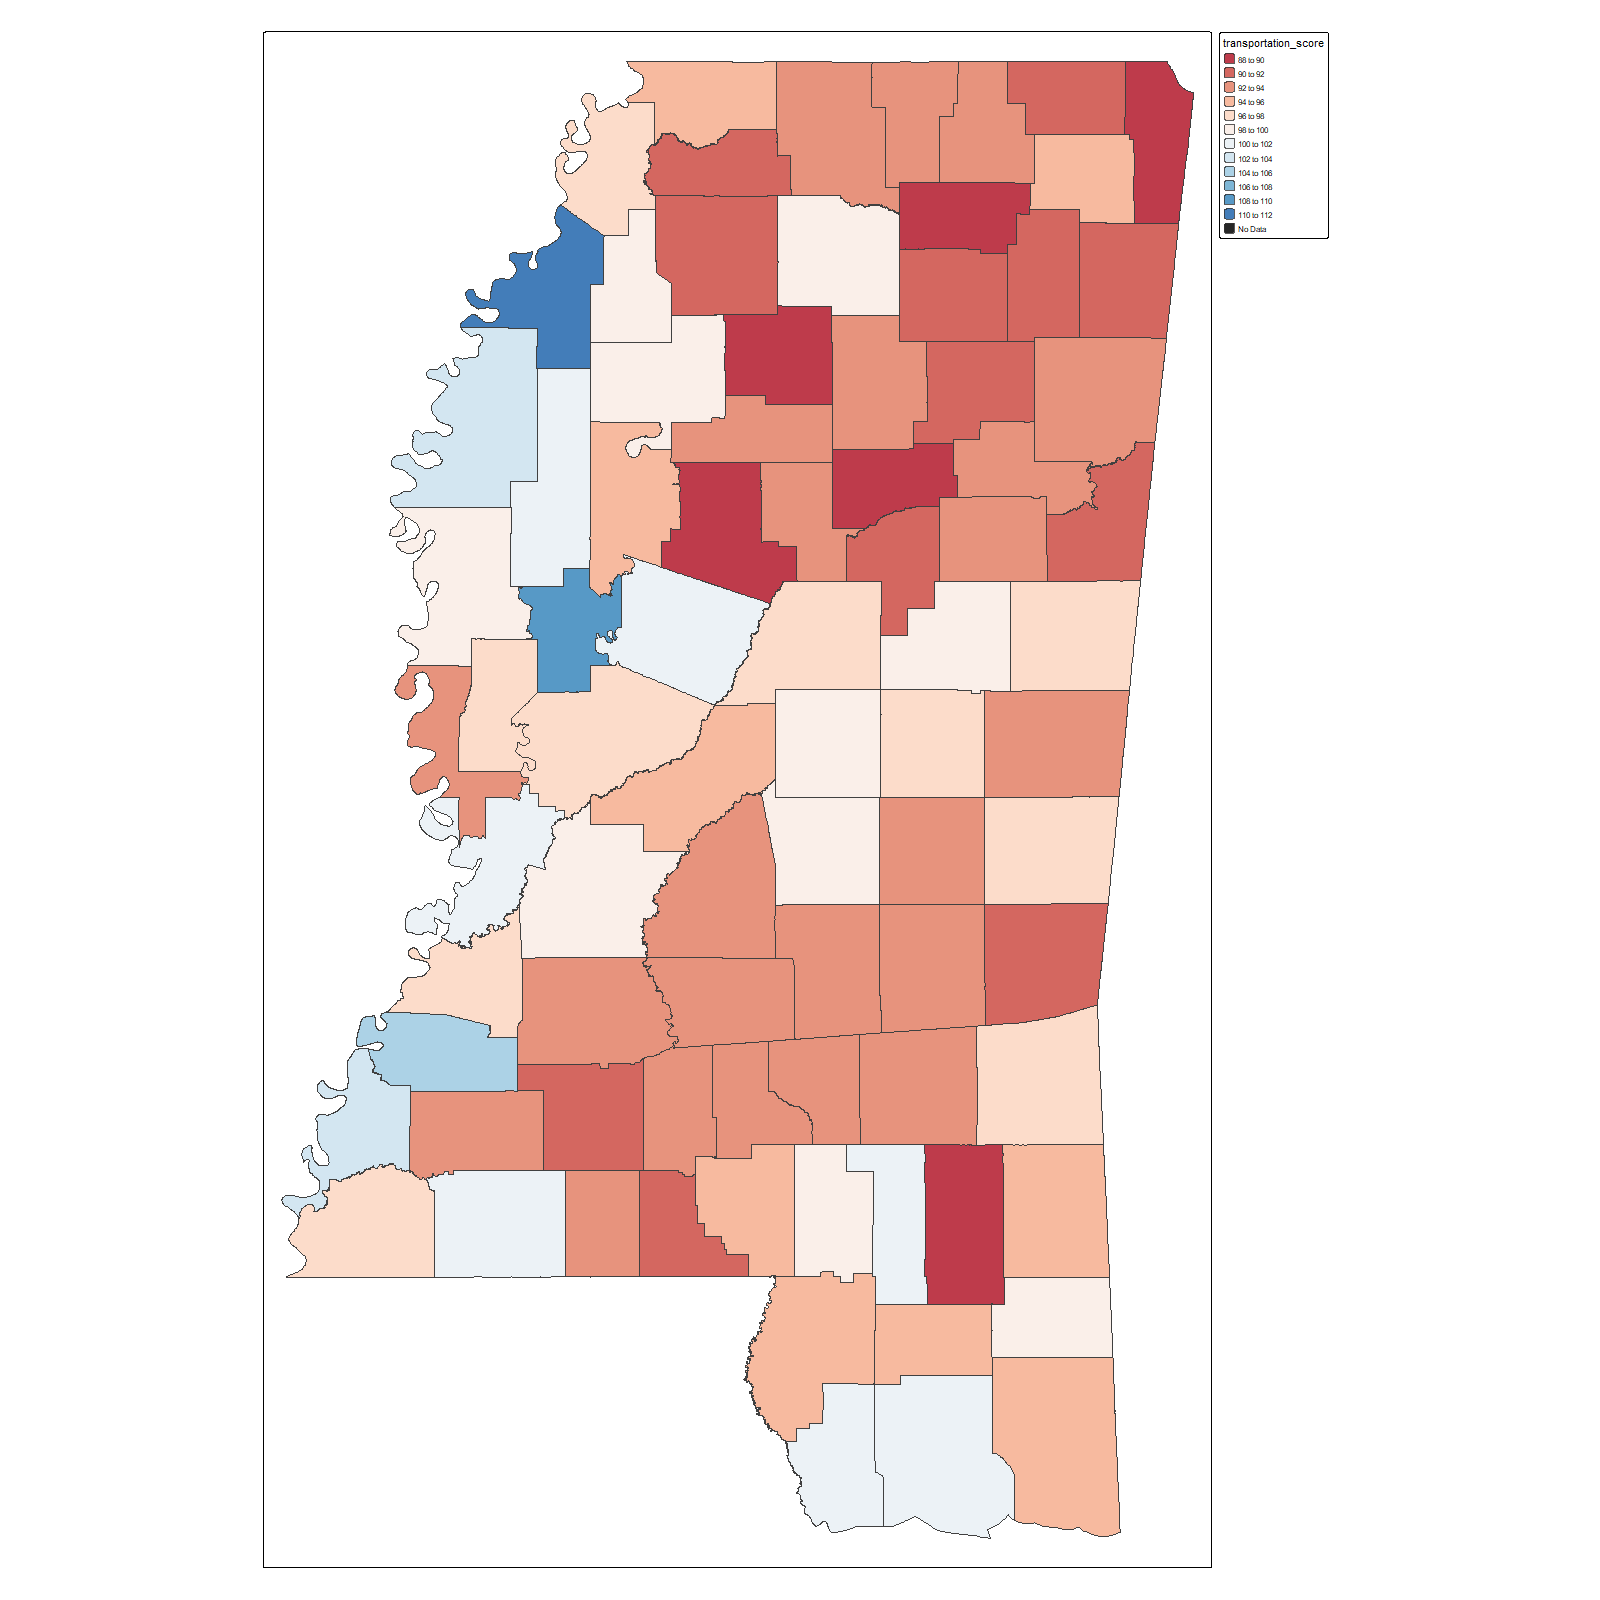 transportation_score
88 to 90
90 to 92
92 to 94
94 to 96
96 to 98
98 to 100
100 to 102
102 to 104
104 to 106
106 to 108
108 to 110
110 to 112
No Data